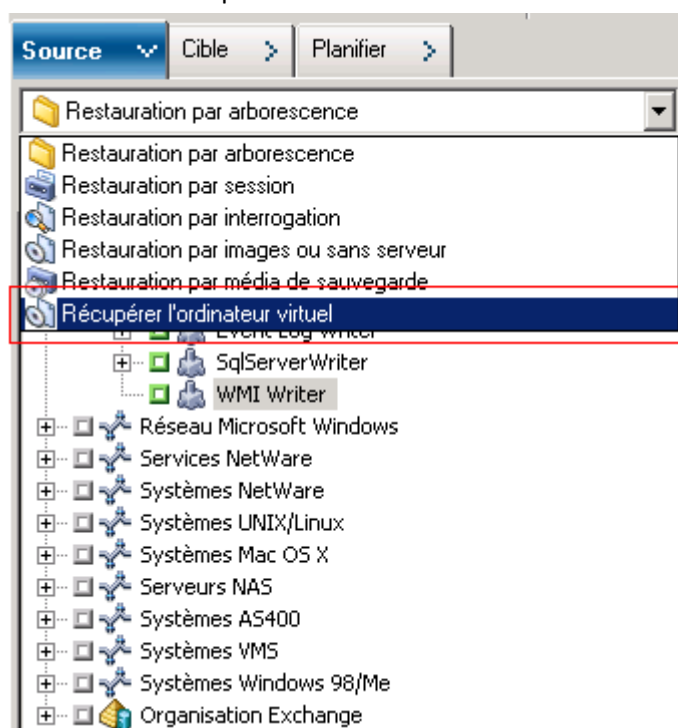 Source
Cible
Planifier
Restauration par arborescence
Restauration par arborescence
Restauration par session
Restauration par interrogation
Restauration par images ou sans serveur
Restauration par média de sauvegarde
Récupérer l'ordinateur virtuel
Event Log Writer
SqlServerWriter
WMI Writer
Réseau Microsoft Windows
Services NetWare
Systèmes NetWare
Systèmes UNIX/Linux
Systèmes Mac OS X
Serveurs NAS
Systèmes AS400
Systèmes VMS
Systèmes Windows 98/Me
Organisation Exchange